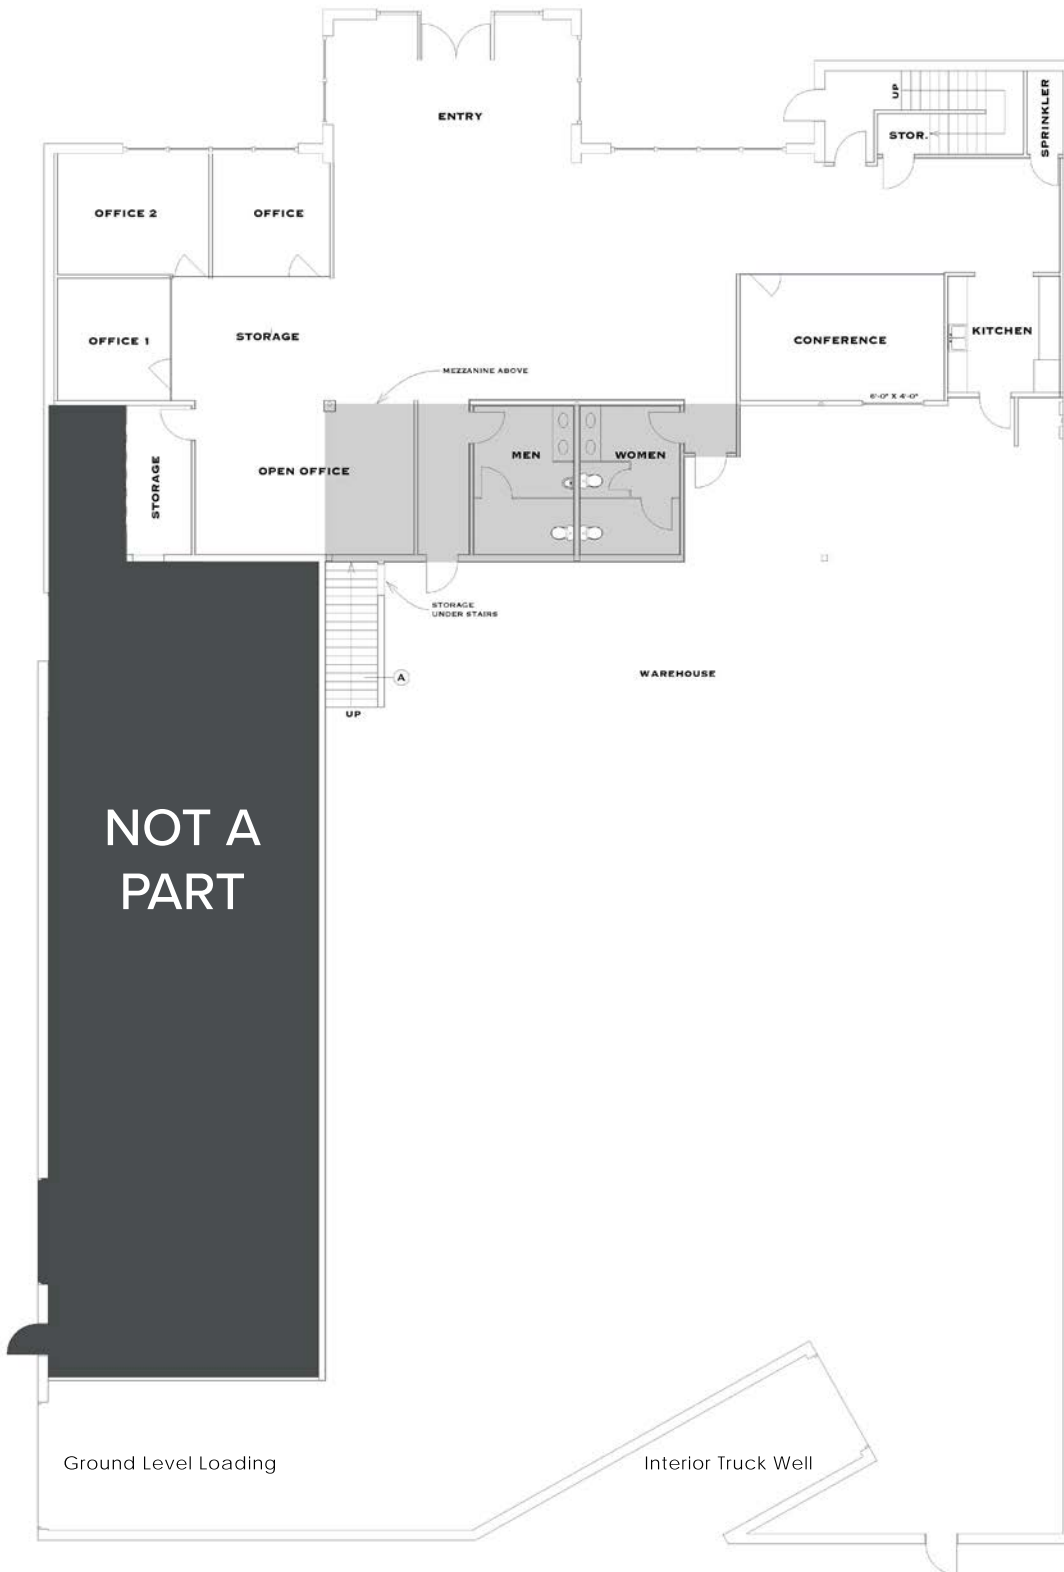 ENTRY
UP
STOR.
SPRINKLER
OFFICE 2
OFFICE
OFFICE 1
STORAGE
CONFERENCE
KITCHEN
MEZZANINE ABOVE
6'-0" X 4'-0"
STORAGE
OPEN OFFICE
MEN
WOMEN
STORAGE
UNDER STAIRS
A
UP
WAREHOUSE
NOT A
PART
Ground Level Loading
Interior Truck Well